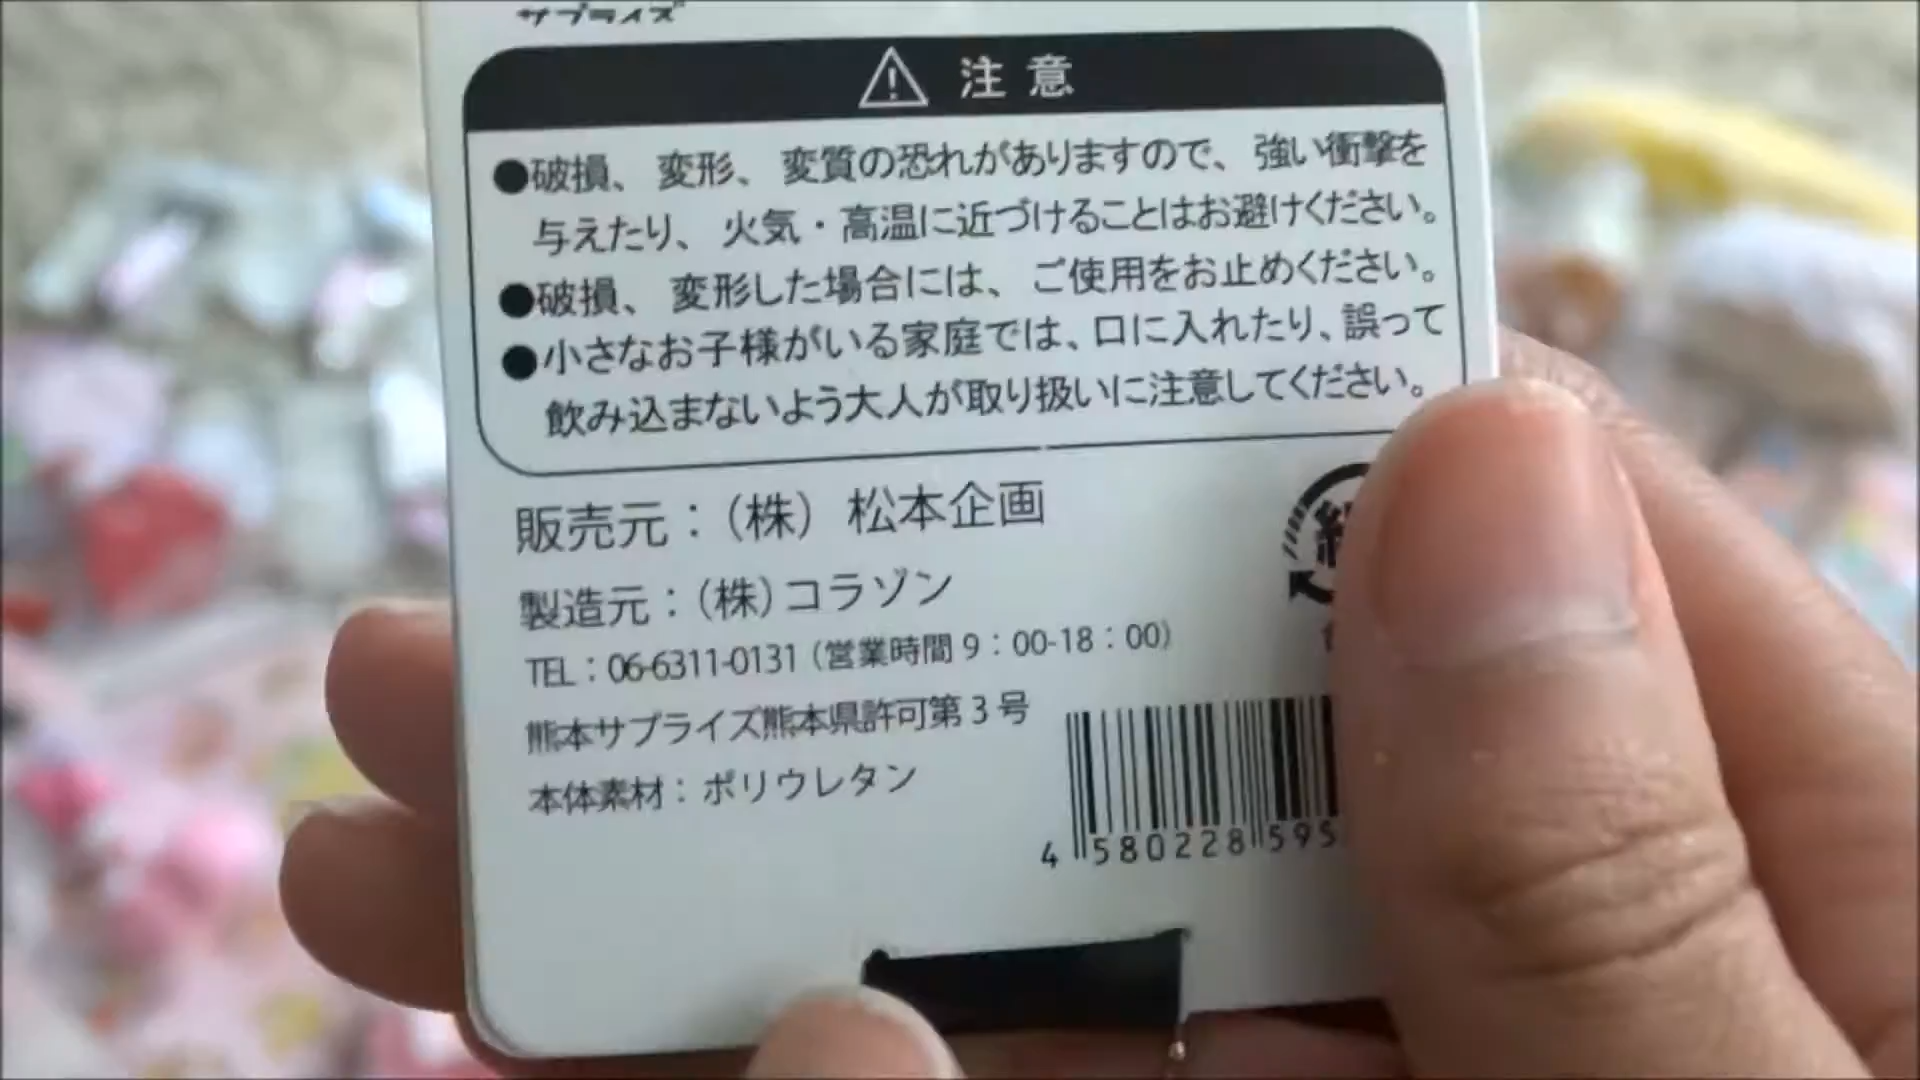 サプライズ
注意
●破損、変形、変質の恐れがありますので、強い衝撃を
与えたり、火気・高温に近づけることはお避けください。
●破損、変形した場合には、ご使用をお止めください。
●小さなお子様がいる家庭では、口に入れたり、誤って
飲み込まないよう大人が取り扱いに注意してください。
販売元：（株）松本企画
製造元：（株）コラゾン
TEL：06-6311-0131（営業時間 9：00-18：00）
熊本サプライズ熊本県許可第3号
本体素材：ポリウレタン
4 580228 595